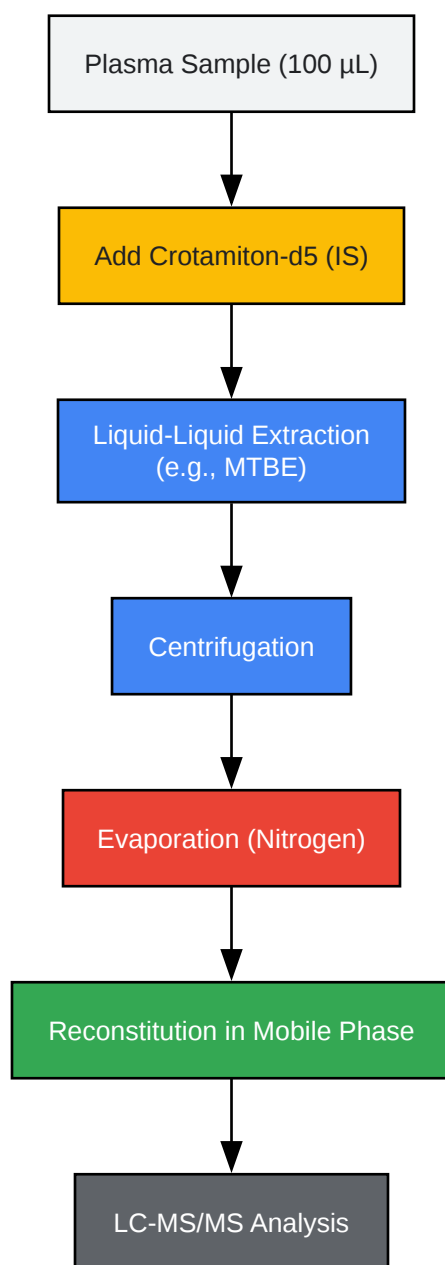 Plasma Sample (100 µL)
Add Crotamiton-d5 (IS)
Liquid-Liquid Extraction
(e.g., MTBE)
Centrifugation
Evaporation (Nitrogen)
Reconstitution in Mobile Phase
LC-MS/MS Analysis